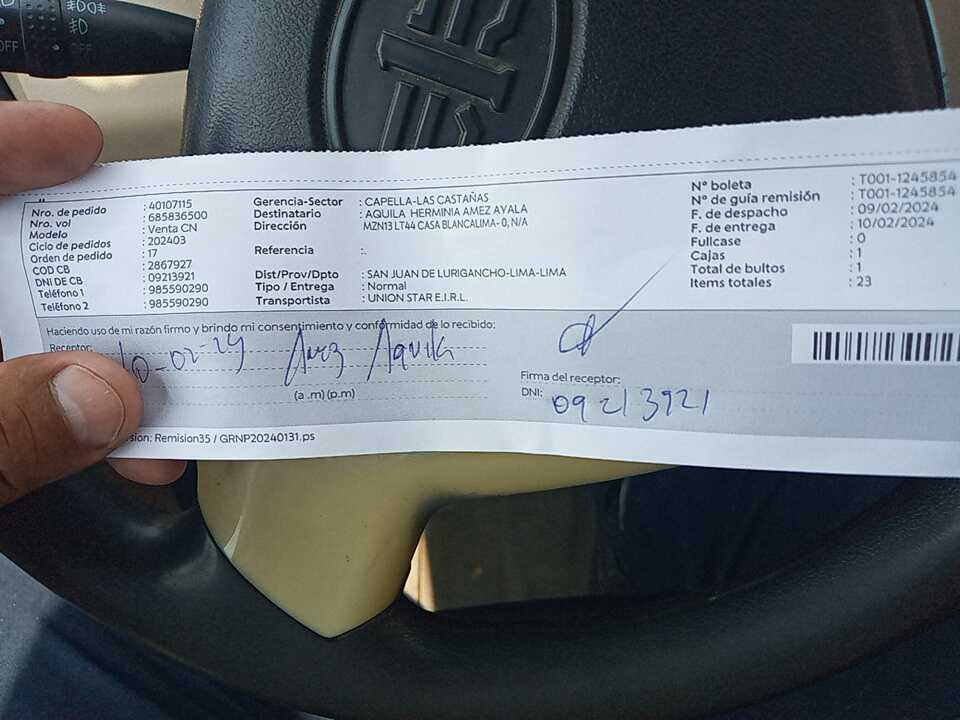 OFF
OFF
Nro. de pedido : 40107115
Nro. vol : 685836500
Modelo : Venta CN
Ciclo de pedidos : 202403
Orden de pedido : 17
COD CB : 2867927
DNI DE CB : 09213921
Teléfono 1 : 985590290
Teléfono 2 : 985590290
Gerencia-Sector : CAPELLA-LAS CASTAÑAS
Destinatario : AQUILA HERMINIA AMEZ AYALA
Dirección MZN13 LT44 CASA BLANCALIMA- 0, N/A
Referencia :.
Dist/Prov/Dpto : SAN JUAN DE LURIGANCHO-LIMA-LIMA
Tipo / Entrega : Normal
Transportista : UNION STAR E.I.R.L.
N° boleta : T001-1245854
N° de guía remisión : T001-1245854
F. de despacho : 09/02/2024
F. de entrega : 10/02/2024
Fullcase : 0
Cajas : 1
Total de bultos : 1
Items totales : 23
Haciendo uso de mi razón firmo y brindo mi consentimiento y conformidad de lo recibido:
Receptor:
10-02-24 Amez Aquila
(a .m) (p.m)
Firma del receptor:
DNI: 09213921
sion: Remision35 / GRNP20240131.ps